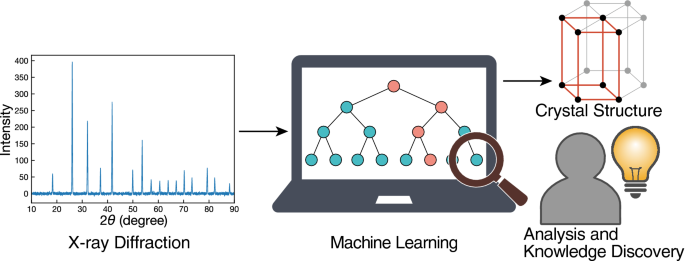 400
350
300
250
200
150
100
50
0
Intensity
10 20 30 40 50 60 70 80 90
2θ (degree)
X-ray Diffraction
Machine Learning
Crystal Structure
Analysis and
Knowledge Discovery